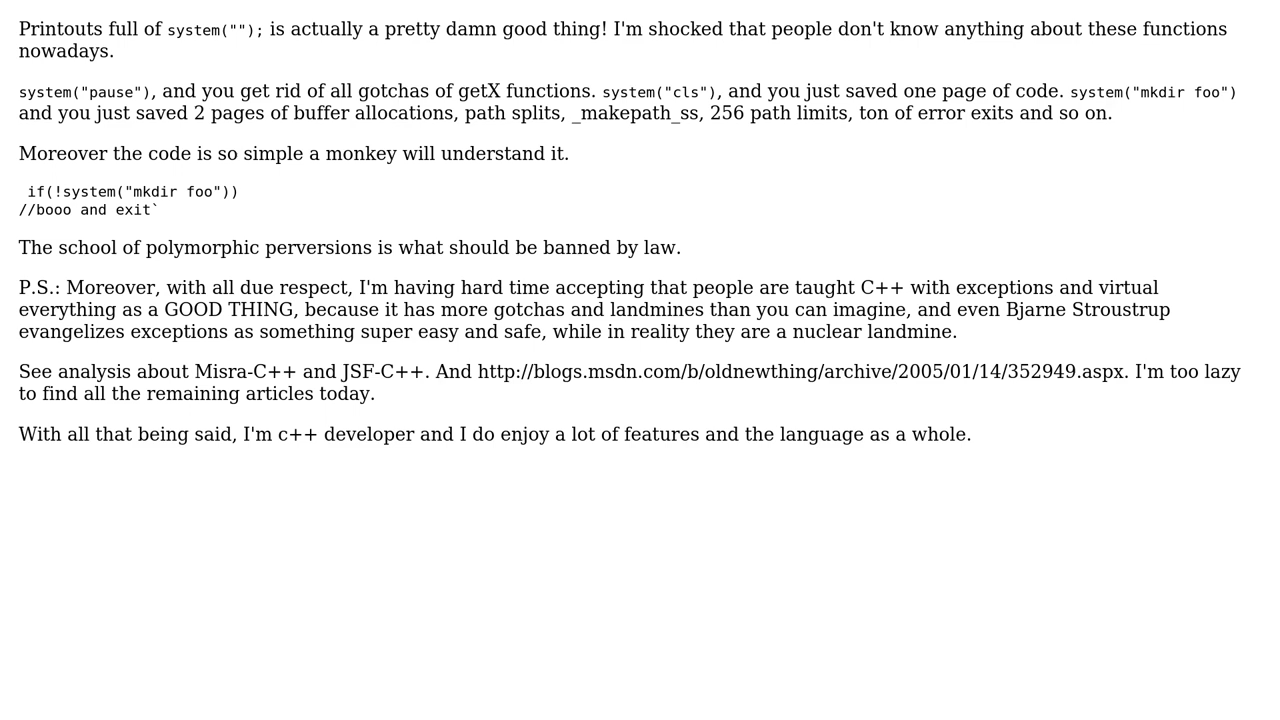 Printouts full of system(""); is actually a pretty damn good thing! I'm shocked that people don't know anything about these functions
nowadays.
system("pause"), and you get rid of all gotchas of getX functions. system("cls"), and you just saved one page of code. system("mkdir foo")
and you just saved 2 pages of buffer allocations, path splits, _makepath_ss, 256 path limits, ton of error exits and so on.
Moreover the code is so simple a monkey will understand it.
if(!system("mkdir foo"))
//booo and exit`
The school of polymorphic perversions is what should be banned by law.
P.S.: Moreover, with all due respect, I'm having hard time accepting that people are taught C++ with exceptions and virtual
everything as a GOOD THING, because it has more gotchas and landmines than you can imagine, and even Bjarne Stroustrup
evangelizes exceptions as something super easy and safe, while in reality they are a nuclear landmine.
See analysis about Misra-C++ and JSF-C++. And http://blogs.msdn.com/b/oldnewthing/archive/2005/01/14/352949.aspx. I'm too lazy
to find all the remaining articles today.
With all that being said, I'm c++ developer and I do enjoy a lot of features and the language as a whole.